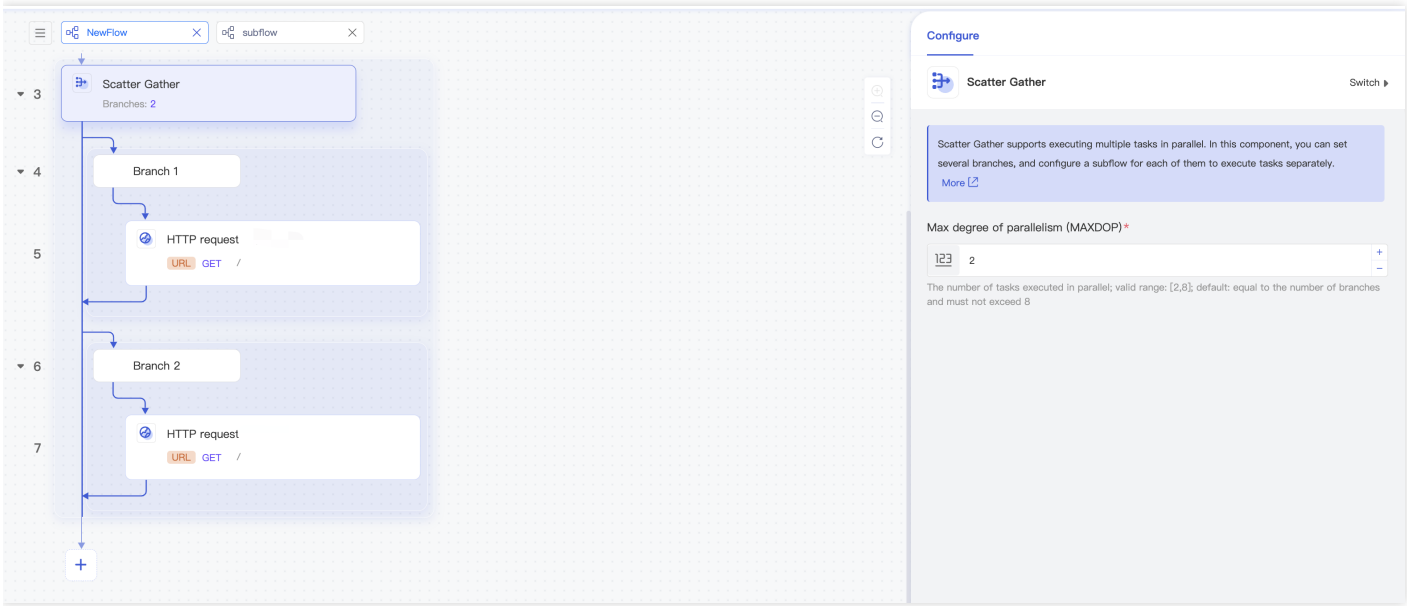 NewFlow
subflow
3
Scatter Gather
Branches: 2
4
Branch 1
5
HTTP request
URL GET /
6
Branch 2
7
HTTP request
URL GET /
+
Configure
Scatter Gather
Switch
Scatter Gather supports executing multiple tasks in parallel. In this component, you can set
several branches, and configure a subflow for each of them to execute tasks separately.
More
Max degree of parallelism (MAXDOP)*
123 2
+
−
The number of tasks executed in parallel; valid range: [2,8]; default: equal to the number of branches
and must not exceed 8